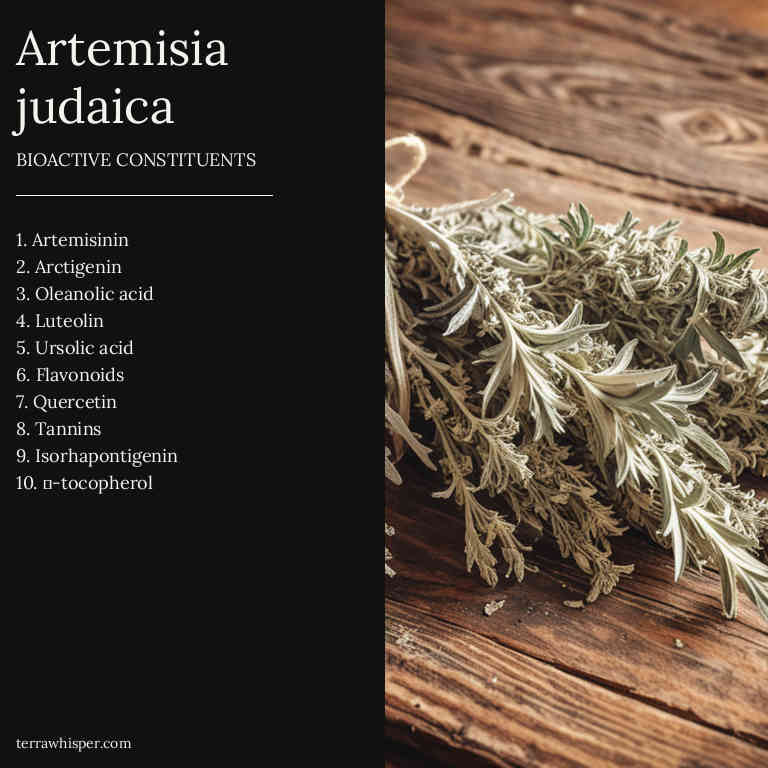 Artemisia
judaica
BIOACTIVE CONSTITUENTS
1. Artemisinin
2. Arctigenin
3. Oleanolic acid
4. Luteolin
5. Ursolic acid
6. Flavonoids
7. Quercetin
8. Tannins
9. Isorhapontigenin
10. □-tocopherol
terrawhisper.com